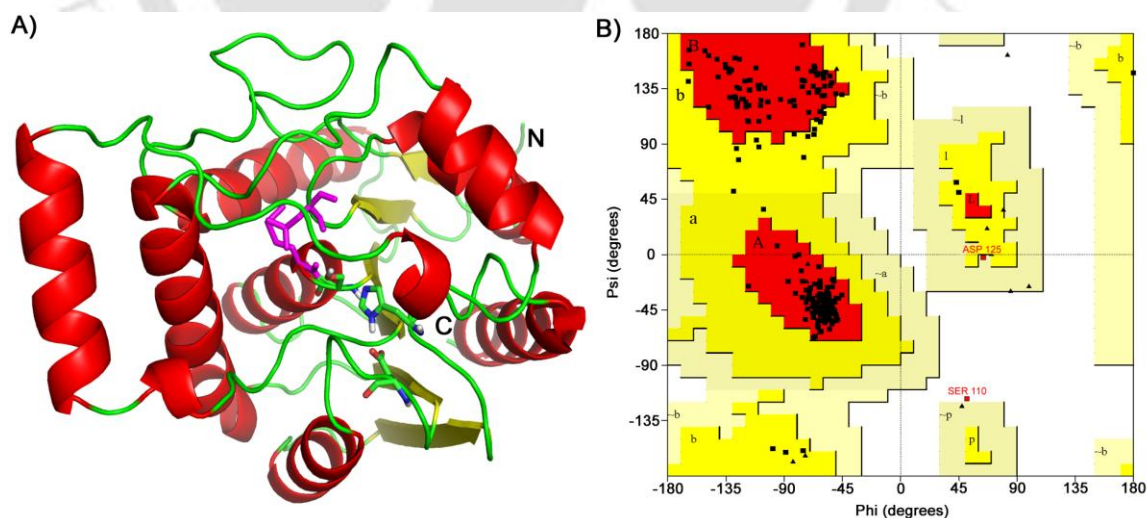 A)
N
C
B)
180
135
90
45
0
-45
-90
-135
Psi (degrees)
B
b
~b
~b
b
~l
l
L
a
A
~a
ASP 125
SER 110
~b
b
~p
p
~b
-180
-135
-90
-45
0
45
90
135
180
Phi (degrees)